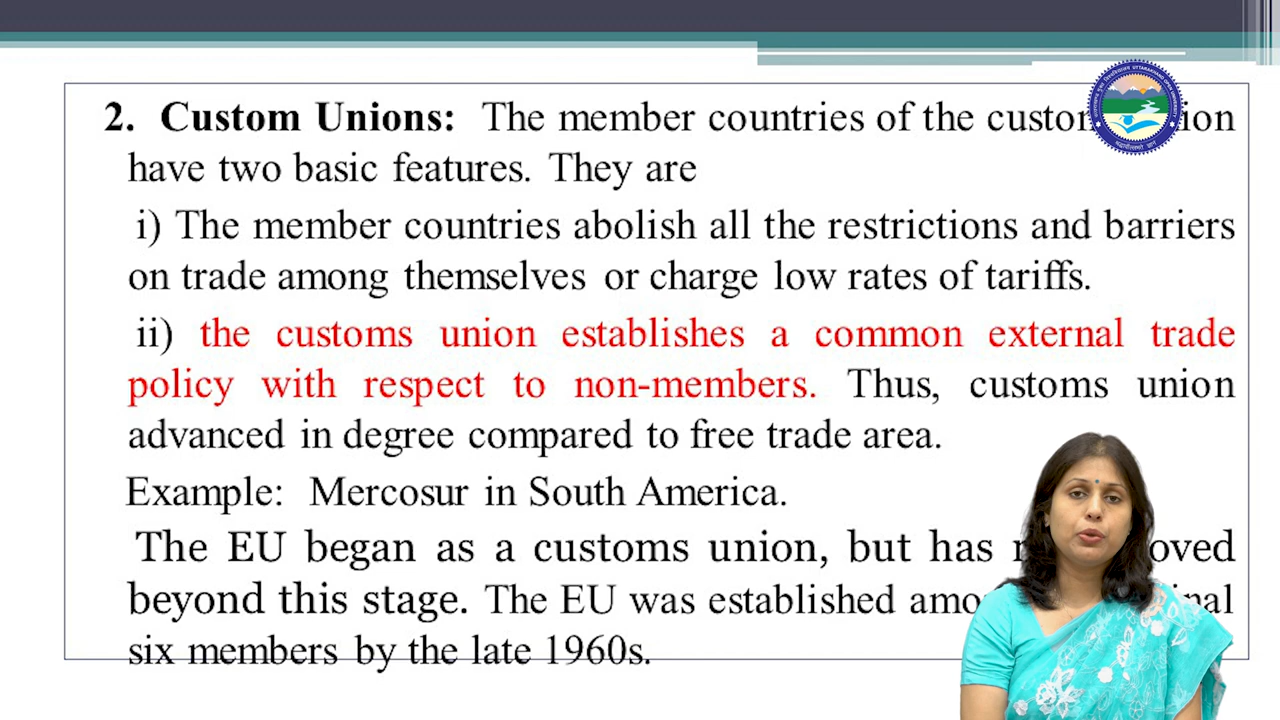 2. Custom Unions: The member countries of the custom
have two basic features. They are
i) The member countries abolish all the restrictions and barriers
on trade among themselves or charge low rates of tariffs.
ii) the customs union establishes a common external trade
policy with respect to non-members. Thus, customs union
advanced in degree compared to free trade area.
Example: Mercosur in South America.
The EU began as a customs union, but has
beyond this stage. The EU was established
six members by the late 1960s.